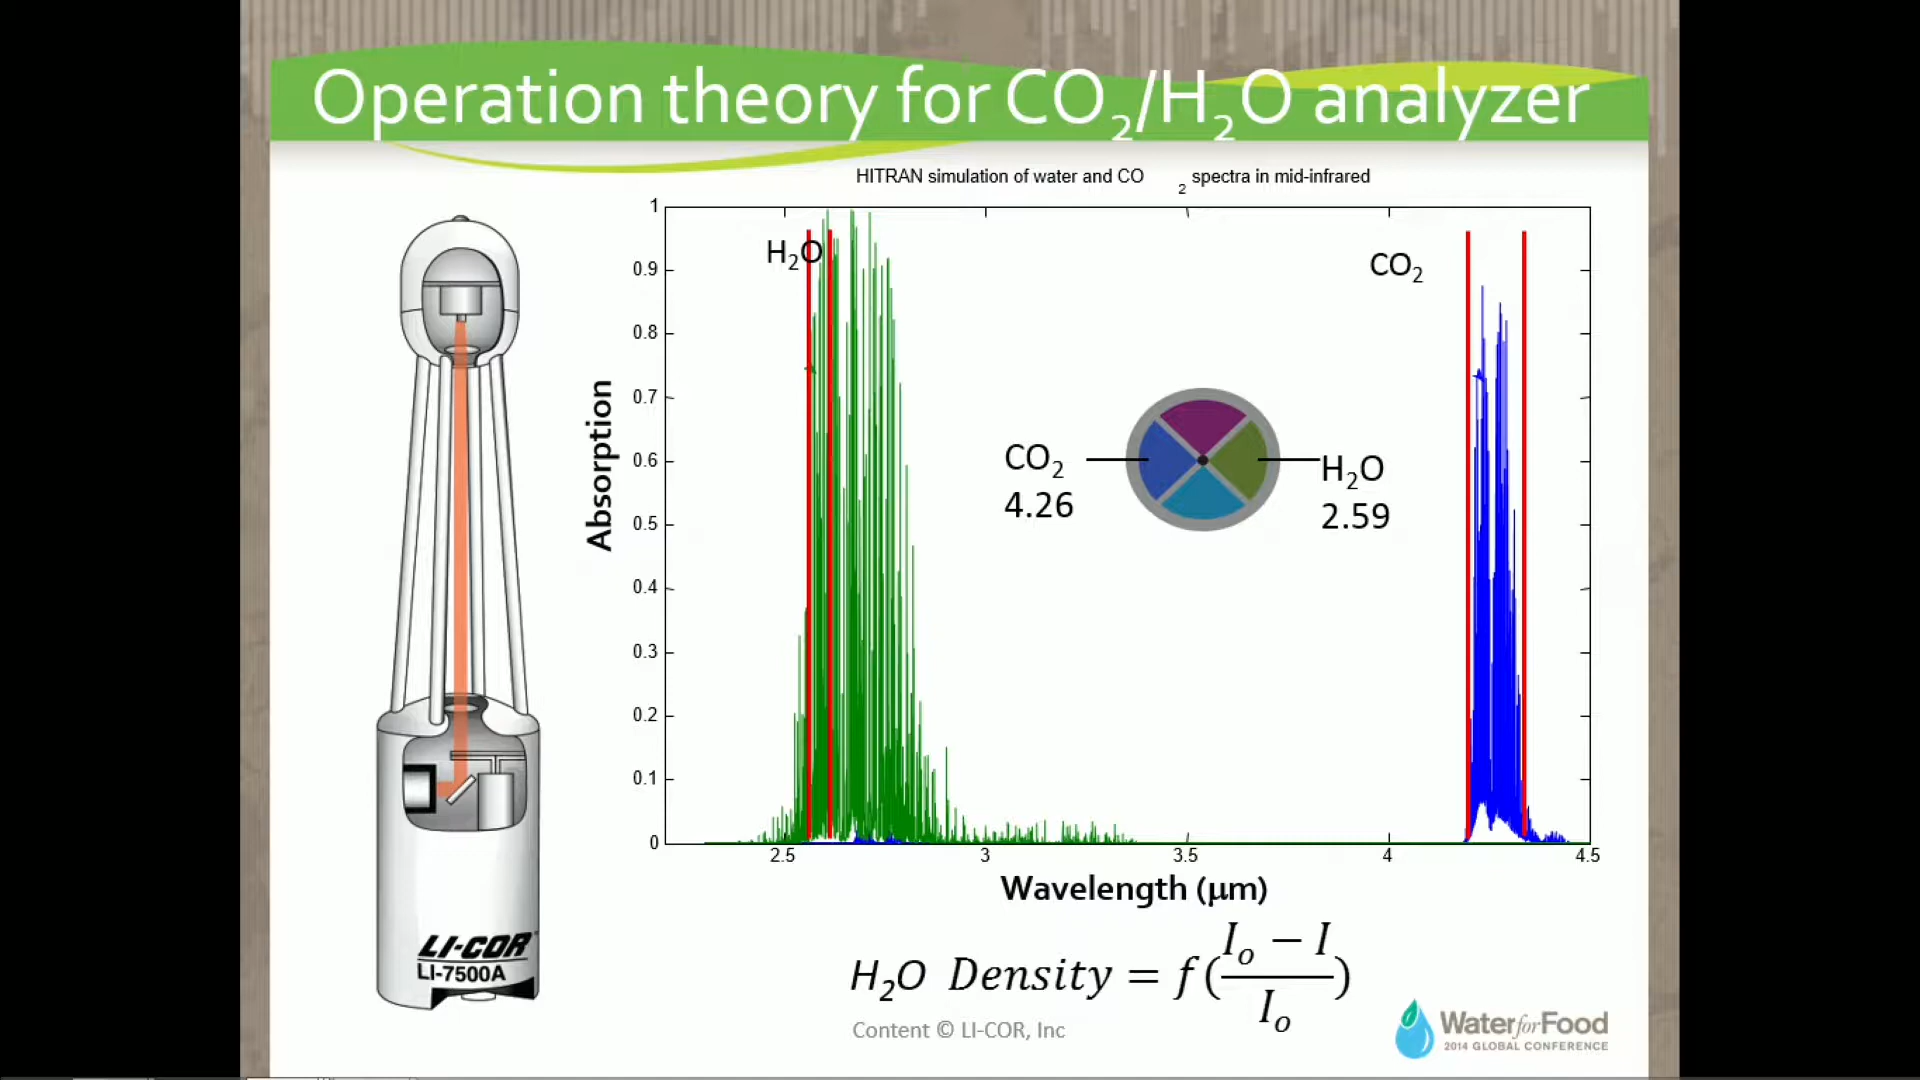 Operation theory for CO₂/H₂O analyzer
HITRAN simulation of water and CO₂ spectra in mid-infrared
1
0.9
0.8
0.7
0.6
0.5
0.4
0.3
0.2
0.1
0
Absorption
H₂O
CO₂
CO₂
4.26
H₂O
2.59
2.5 3 3.5 4 4.5
Wavelength (μm)
H₂O Density = f(
I₀ − I
I₀
)
LI-COR
LI-7500A
Content © LI-COR, Inc
Water for Food
2014 GLOBAL CONFERENCE